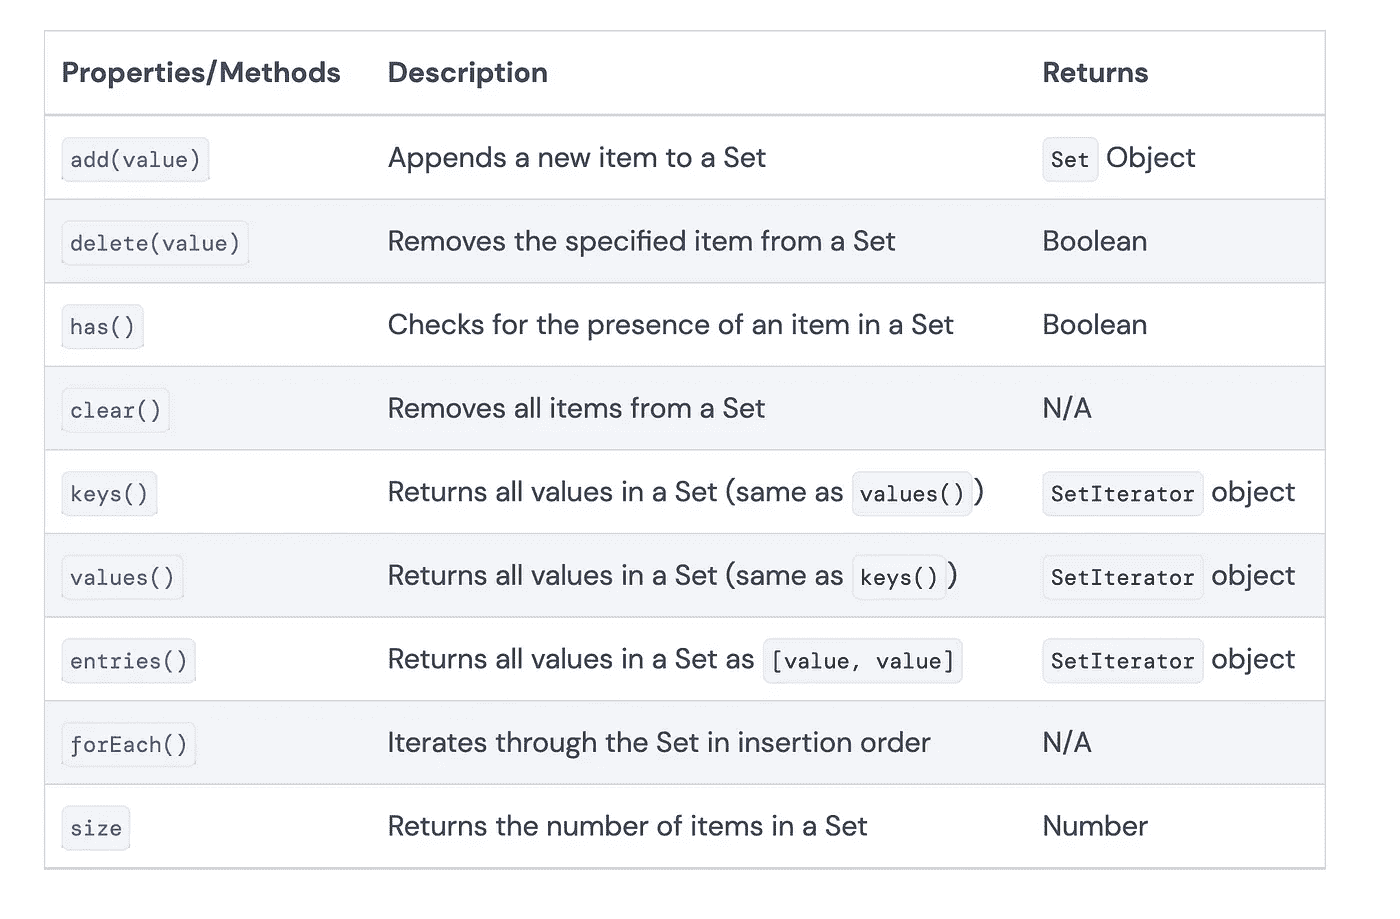 Properties/Methods Description Returns
add(value) Appends a new item to a Set Set Object
delete(value) Removes the specified item from a Set Boolean
has() Checks for the presence of an item in a Set Boolean
clear() Removes all items from a Set N/A
keys() Returns all values in a Set (same as values()) SetIterator object
values() Returns all values in a Set (same as keys()) SetIterator object
entries() Returns all values in a Set as [value, value] SetIterator object
forEach() Iterates through the Set in insertion order N/A
size Returns the number of items in a Set Number